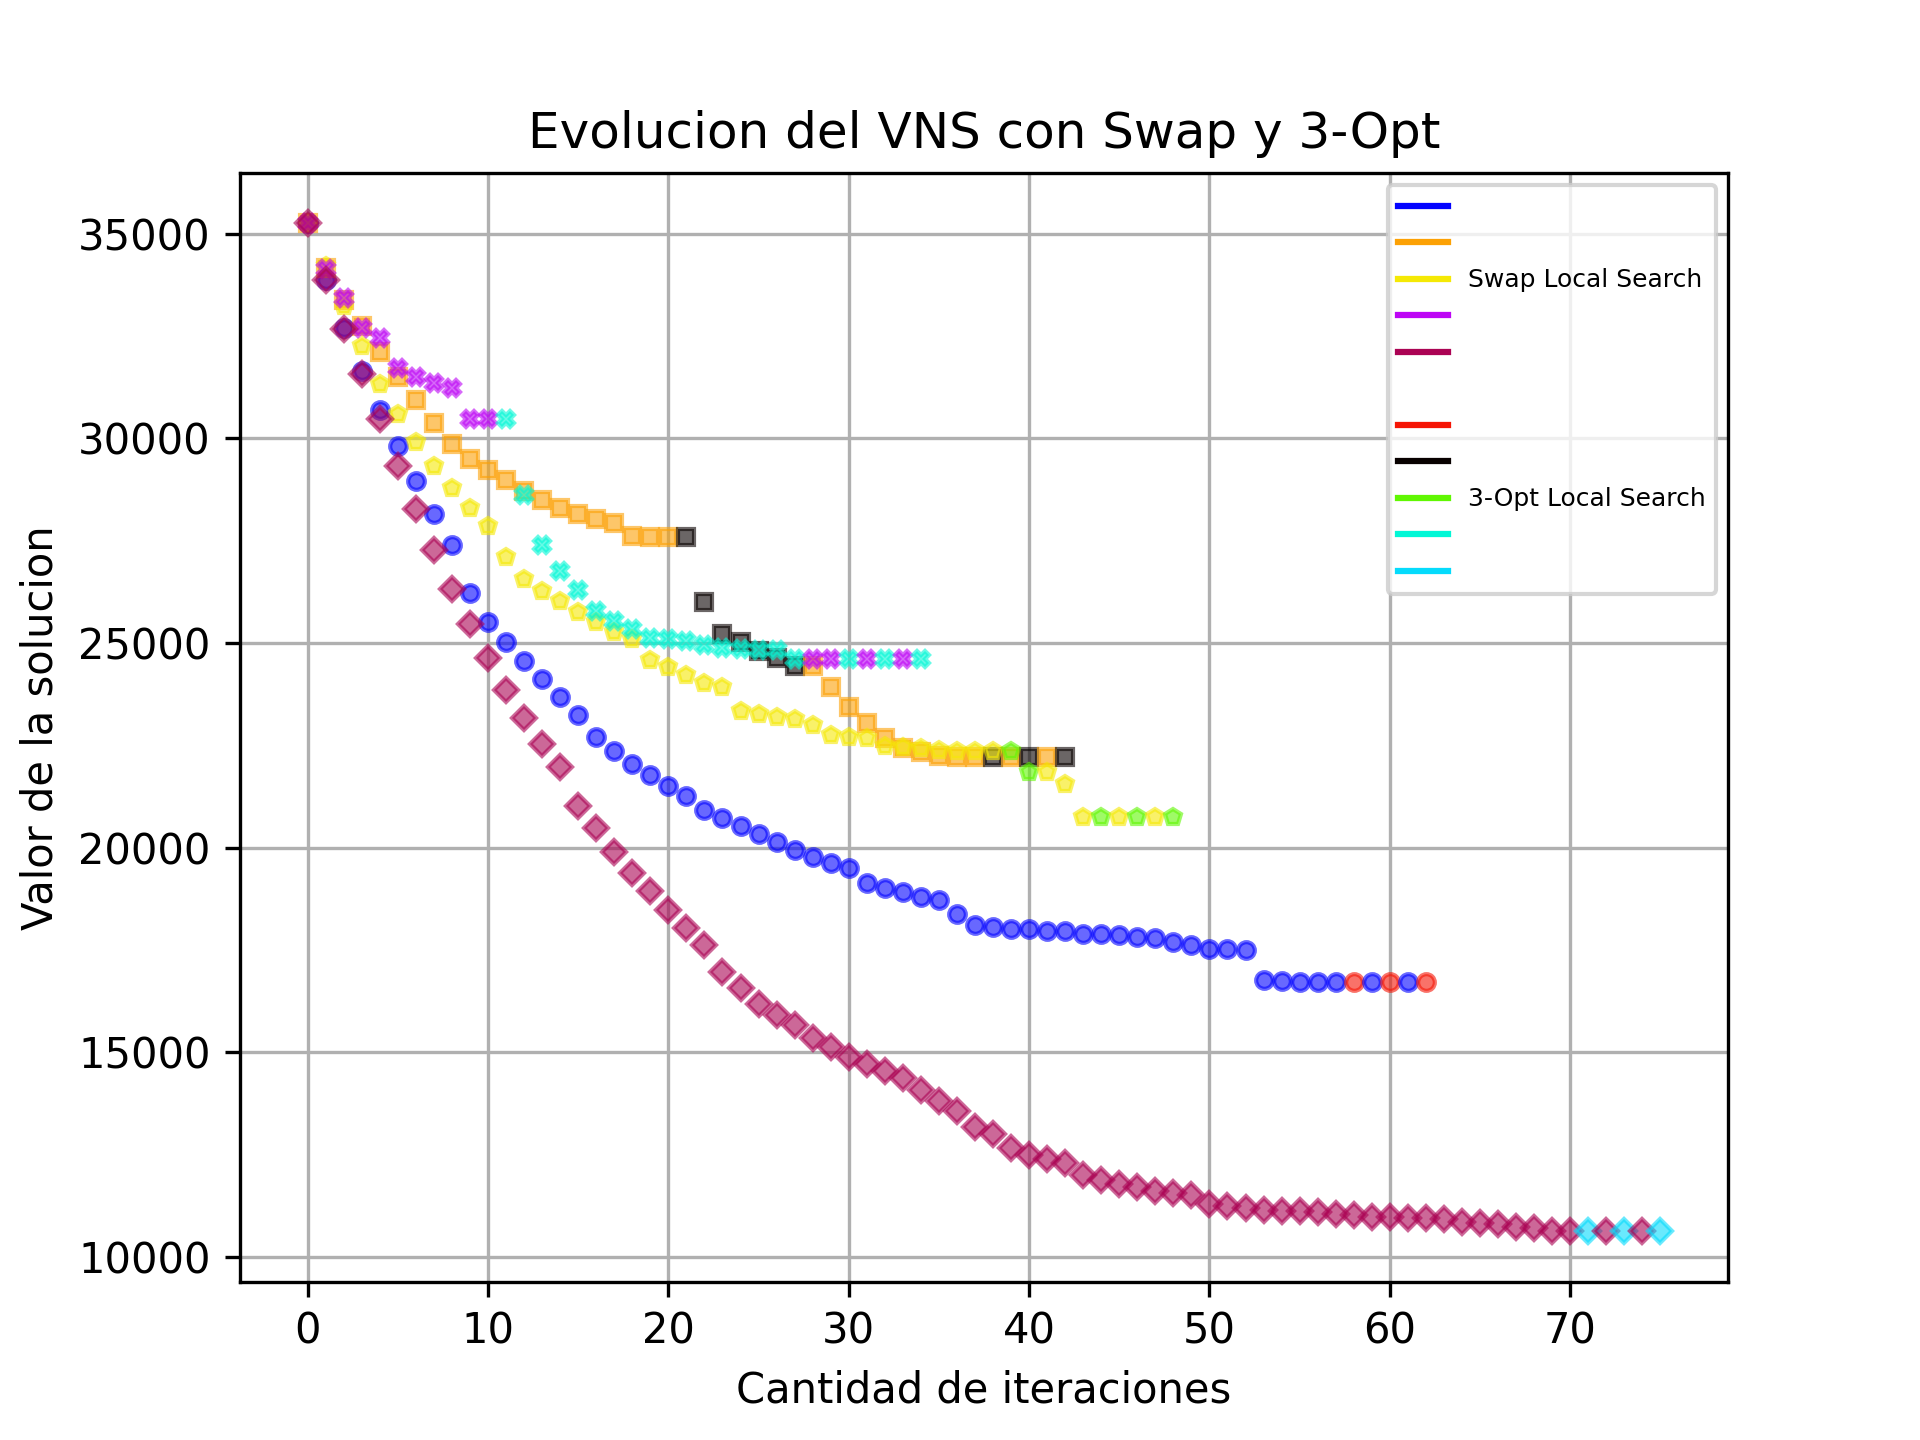 Evolucion del VNS con Swap y 3-Opt
35000
30000
25000
20000
15000
10000
Valor de la solucion
Swap Local Search
3-Opt Local Search
0 10 20 30 40 50 60 70
Cantidad de iteraciones